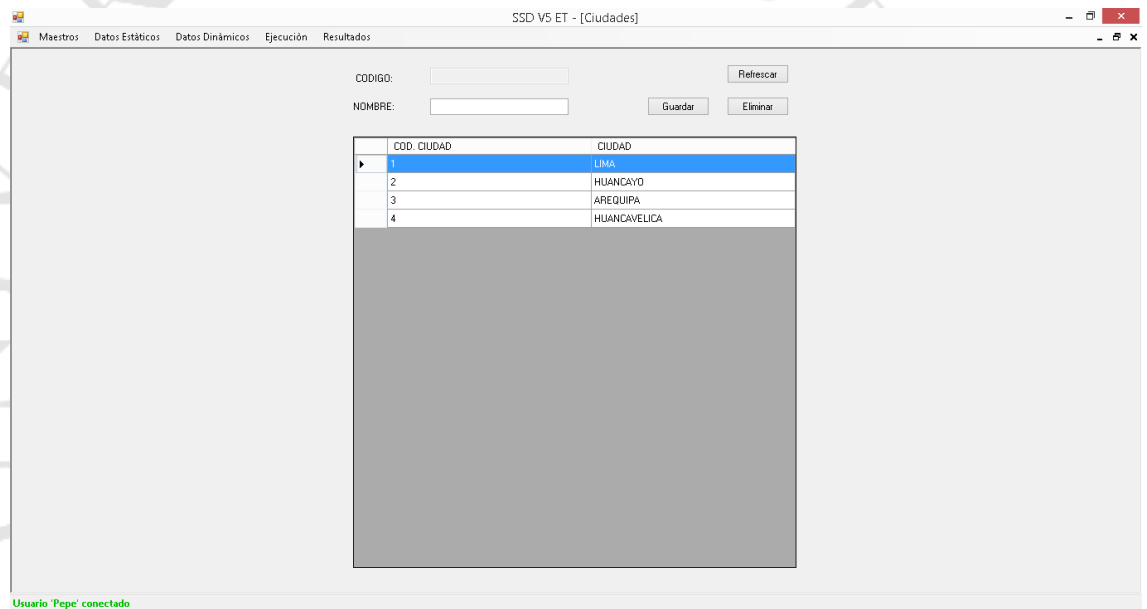 SSD V5 ET - [Ciudades]
Maestros Datos Estáticos Datos Dinámicos Ejecución Resultados
CODIGO: Refrescar
NOMBRE: Guardar Eliminar
COD. CIUDAD CIUDAD
1 LIMA
2 HUANCAYO
3 AREQUIPA
4 HUANCAVELICA
Usuario 'Pepe' conectado